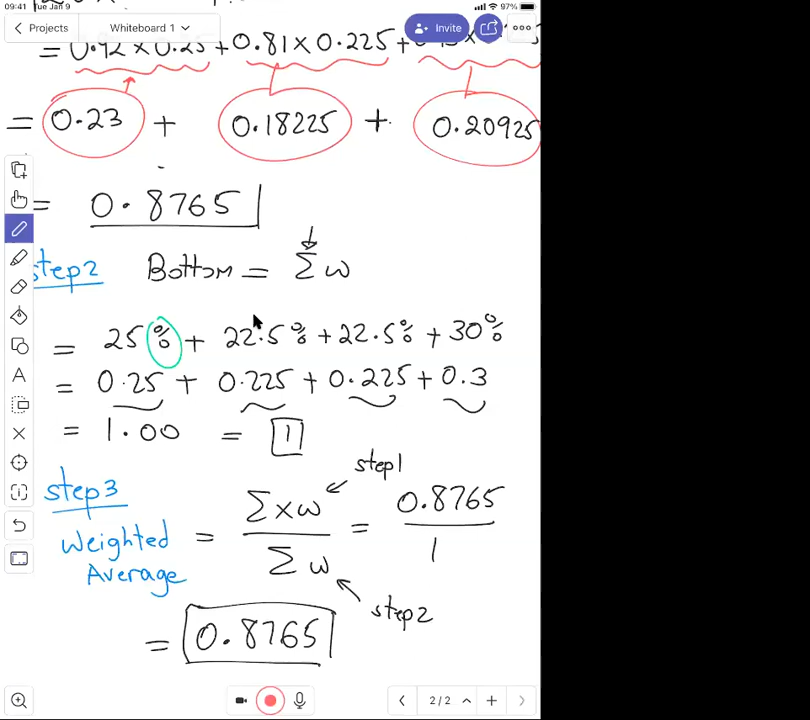 09:41 Tue Jan 9 97%
Projects Whiteboard 1 Invite
= 0.92 × 0.25 + 0.81 × 0.225 +
= 0.23 + 0.18225 + 0.20925
= 0.8765
step2 Bottom = Σ w
= 25% + 22.5% + 22.5% + 30%
= 0.25 + 0.225 + 0.225 + 0.3
= 1.00 = 1
step3 step1
Weighted Average = Σxw / Σw = 0.8765 / 1
step2
= 0.8765
2/2